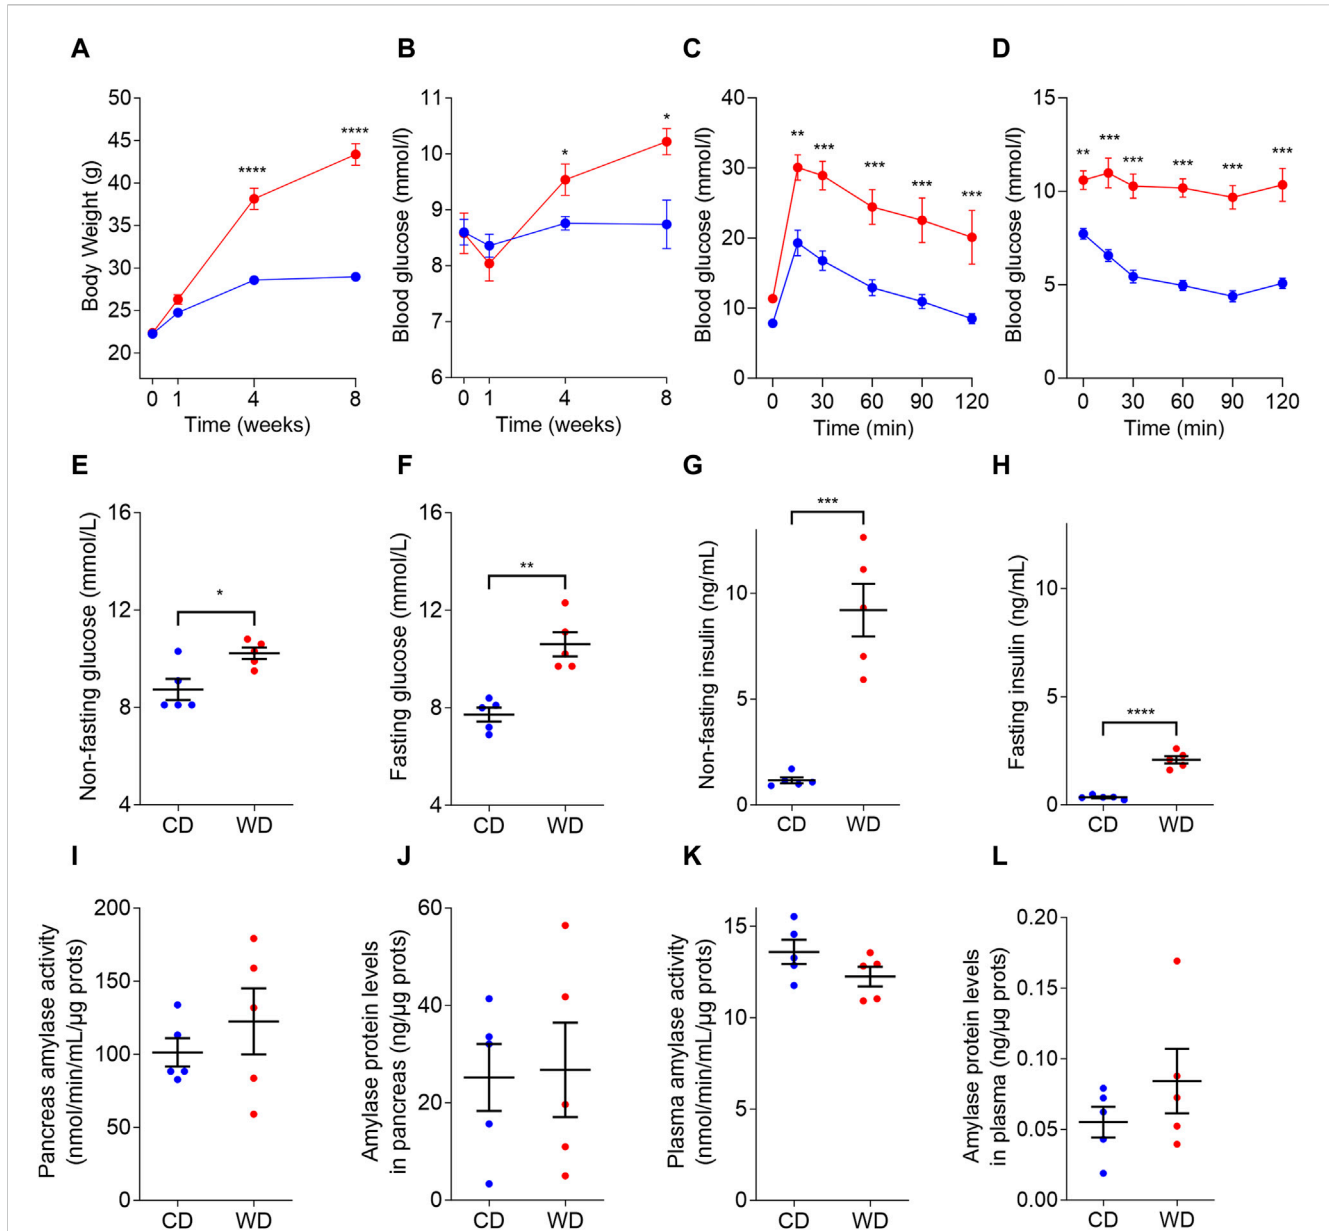 A
B
C
D
Body Weight (g)
50
45
40
35
30
25
20
****
****
0 1 4 8
Time (weeks)
Blood glucose (mmol/l)
11
10
9
8
7
6
*
*
0 1 4 8
Time (weeks)
Blood glucose (mmol/l)
40
30
20
10
0
** *** *** *** ***
0 30 60 90 120
Time (min)
Blood glucose (mmol/l)
15
10
5
0
** *** *** *** *** ***
0 30 60 90 120
Time (min)
E
F
G
H
Non-fasting glucose (mmol/L)
16
12
8
4
*
CD WD
Fasting glucose (mmol/L)
16
12
8
4
**
CD WD
Non-fasting insulin (ng/mL)
10
5
0
***
CD WD
Fasting insulin (ng/mL)
10
5
0
****
CD WD
I
J
K
L
Pancreas amylase activity
(nmol/min/mL/µg prots)
200
150
100
50
0
CD WD
Amylase protein levels
in pancreas (ng/µg prots)
60
40
20
0
CD WD
Plasma amylase activity
(nmol/min/mL/µg prots)
15
10
5
0
CD WD
Amylase protein levels
in plasma (ng/µg prots)
0.20
0.15
0.10
0.05
0.00
CD WD